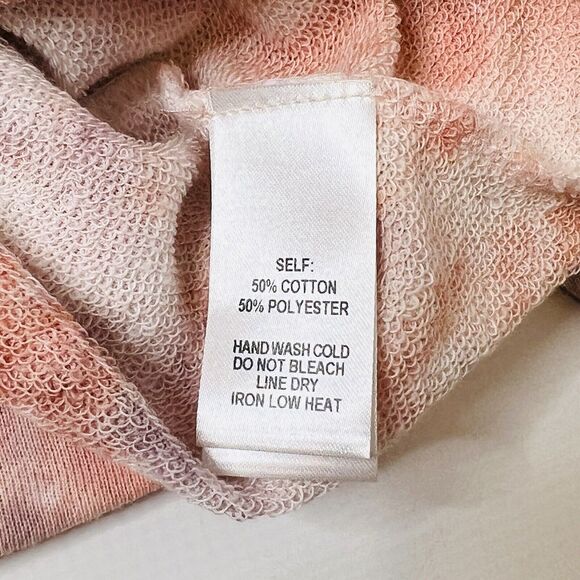 SELF:
50% COTTON
50% POLYESTER
HAND WASH COLD
DO NOT BLEACH
LINE DRY
IRON LOW HEAT